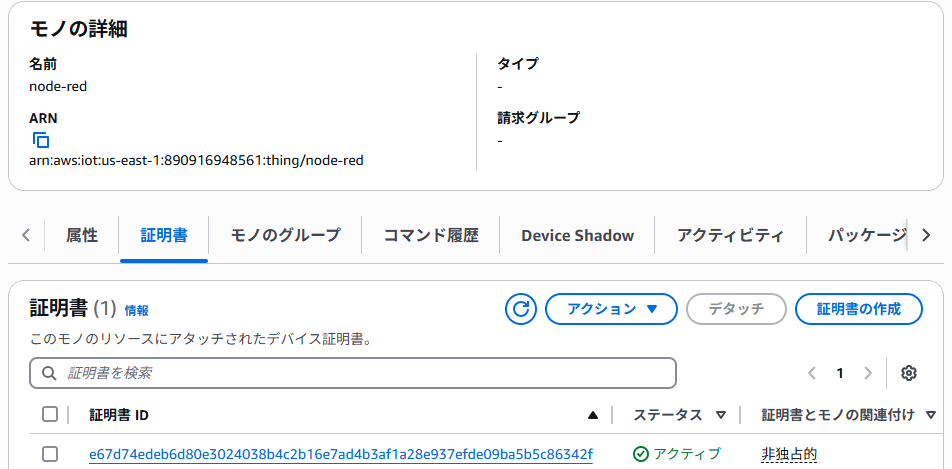 モノの詳細
名前
node-red
タイプ
-
ARN
arn:aws:iot:us-east-1:890916948561:thing/node-red
請求グループ
-
属性 証明書 モノのグループ コマンド履歴 Device Shadow アクティビティ パッケージ
証明書 (1) 情報 アクション デタッチ 証明書の作成
このモノのリソースにアタッチされたデバイス証明書。
証明書を検索
1
証明書 ID ステータス 証明書とモノの関連付け
e67d74edeb6d80e3024038b4c2b16e7ad4b3af1a28e937efde09ba5b5c86342f アクティブ 非独占的